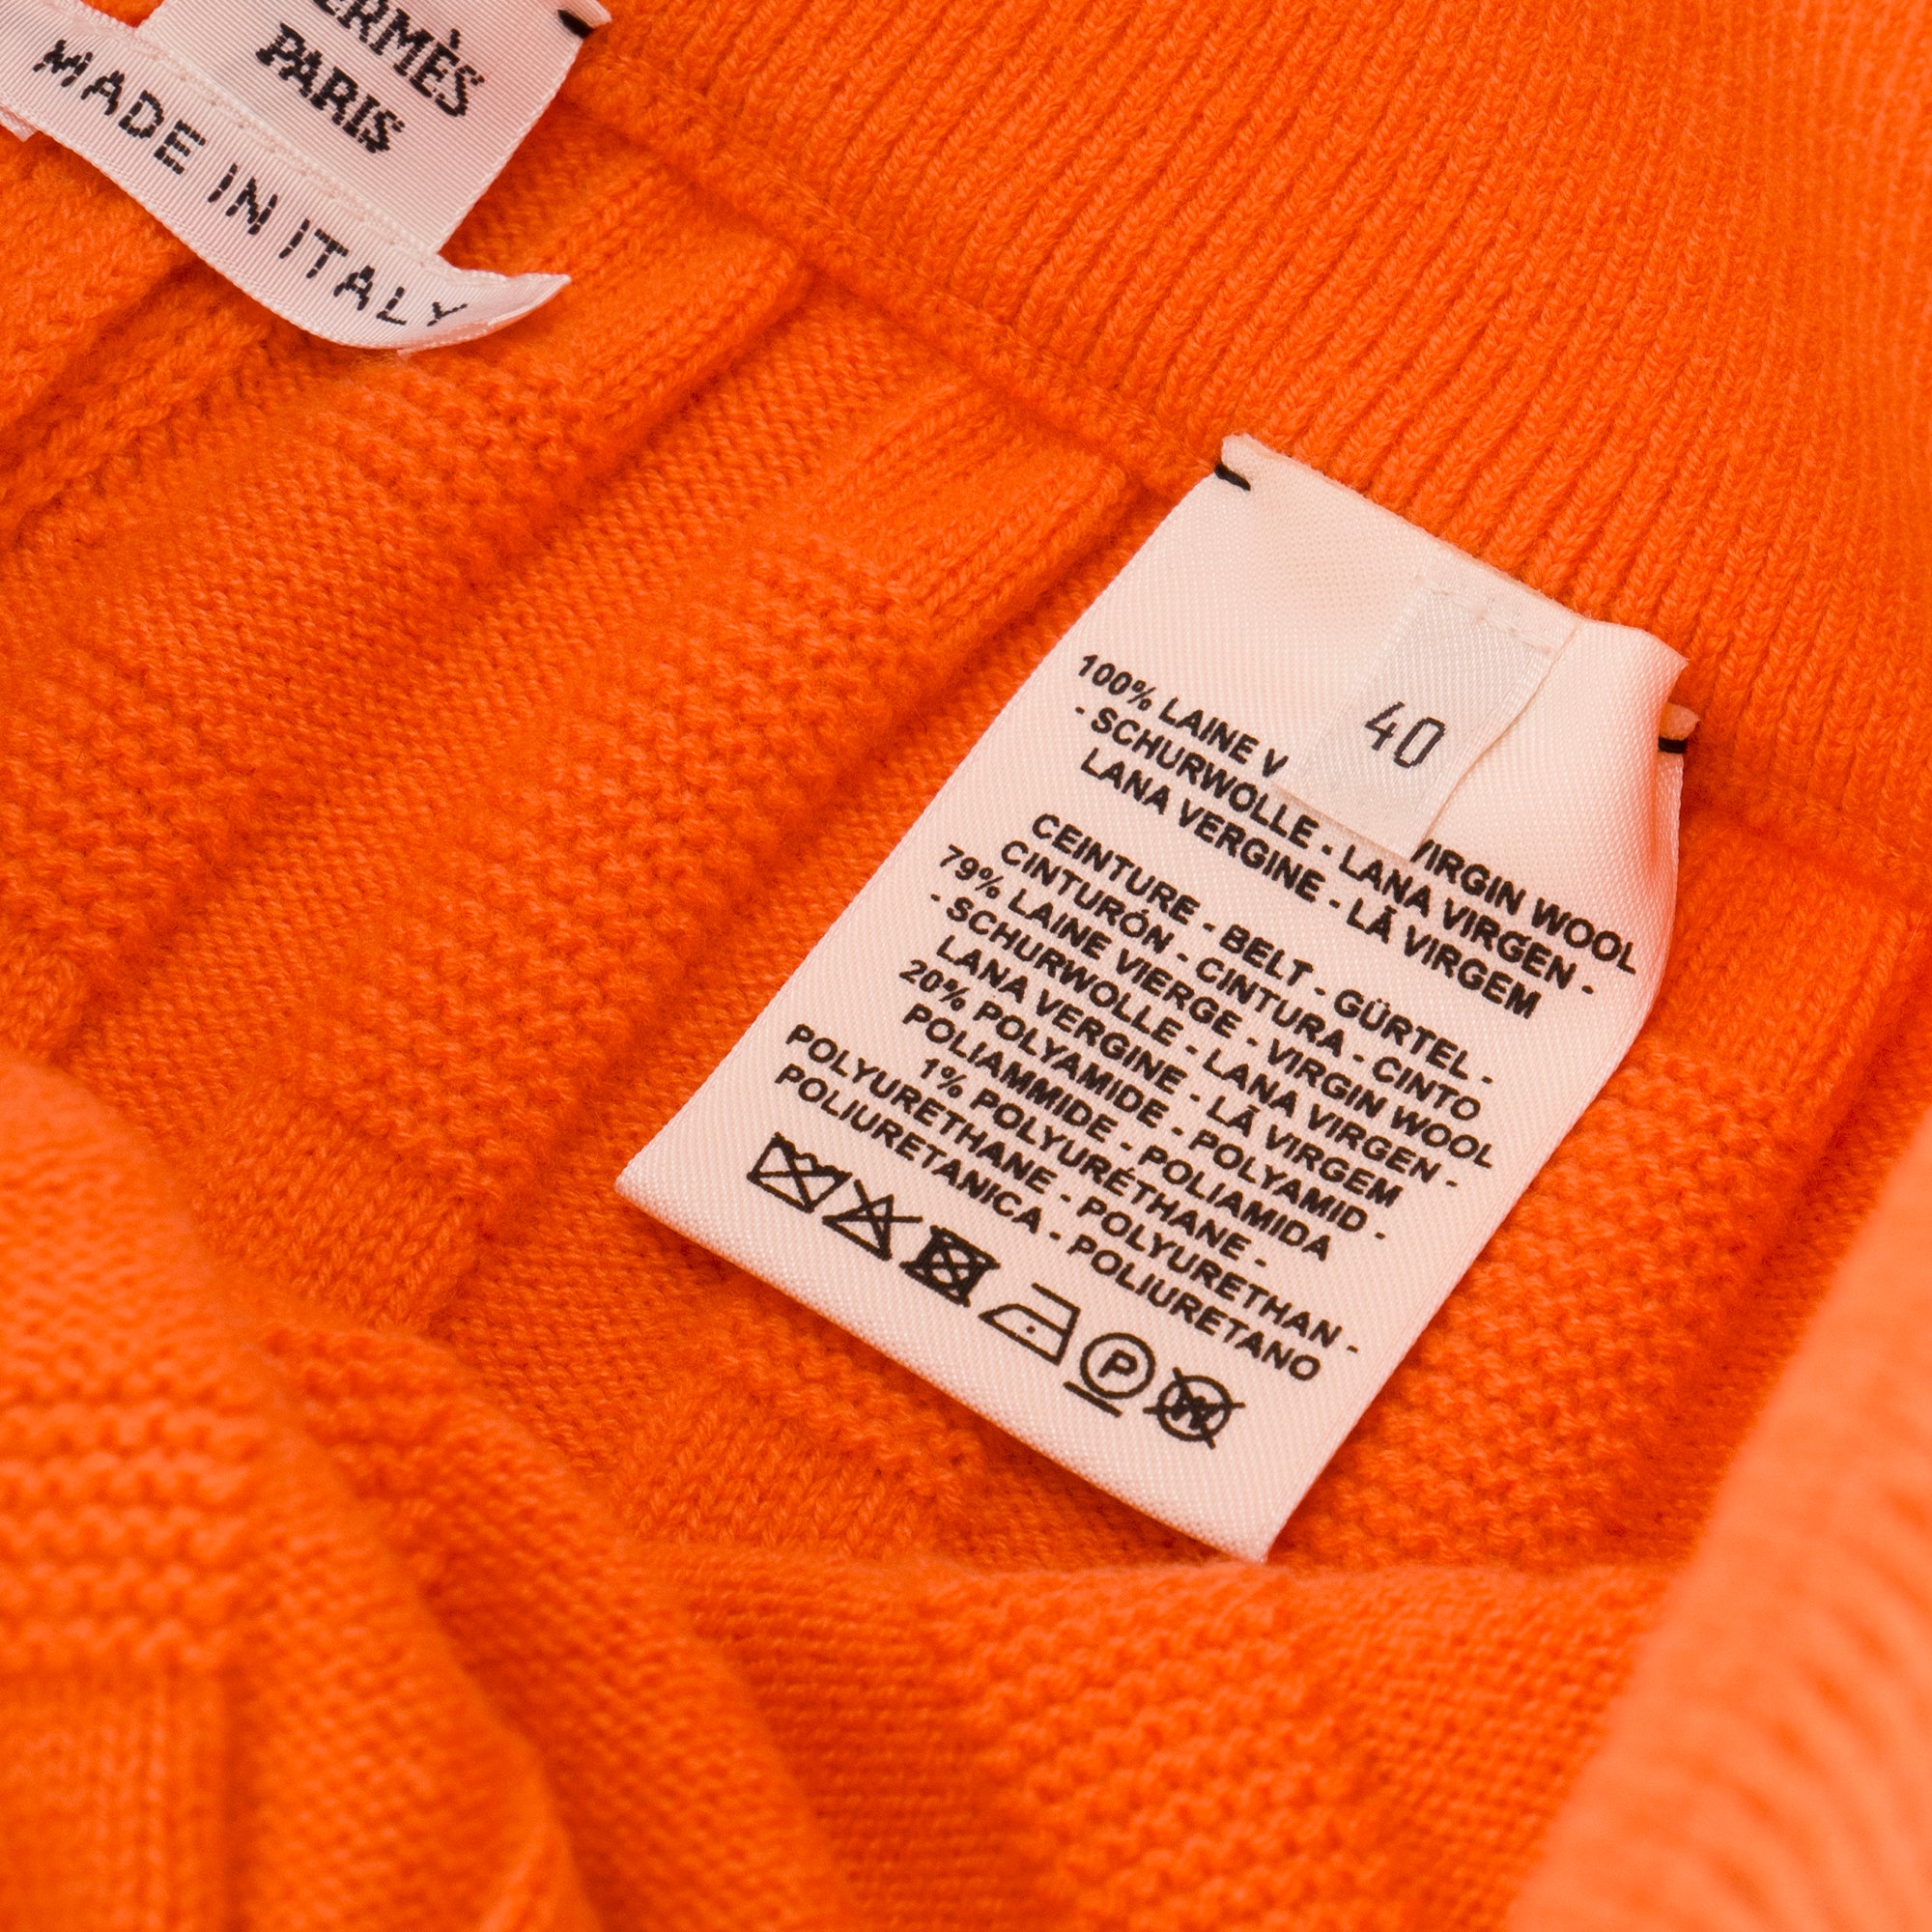 PARIS
MADE IN ITALY
40
100% LAINE V VIRGIN WOOL
- SCHURWOLLE - LANA VIRGEN -
LANA VERGINE - LÃ VIRGEM
CEINTURE - BELT - GÜRTEL -
CINTURÓN - CINTURA - CINTO
79% LAINE VIERGE - VIRGIN WOOL
- SCHURWOLLE - LANA VIRGEN -
LANA VERGINE - LÃ VIRGEM
20% POLYAMIDE - POLYAMID -
POLIAMMIDE - POLIAMIDA
1% POLYURÉTHANE -
POLYURETHANE - POLYURETHAN -
POLIURETANICA - POLIURETANO
P
W